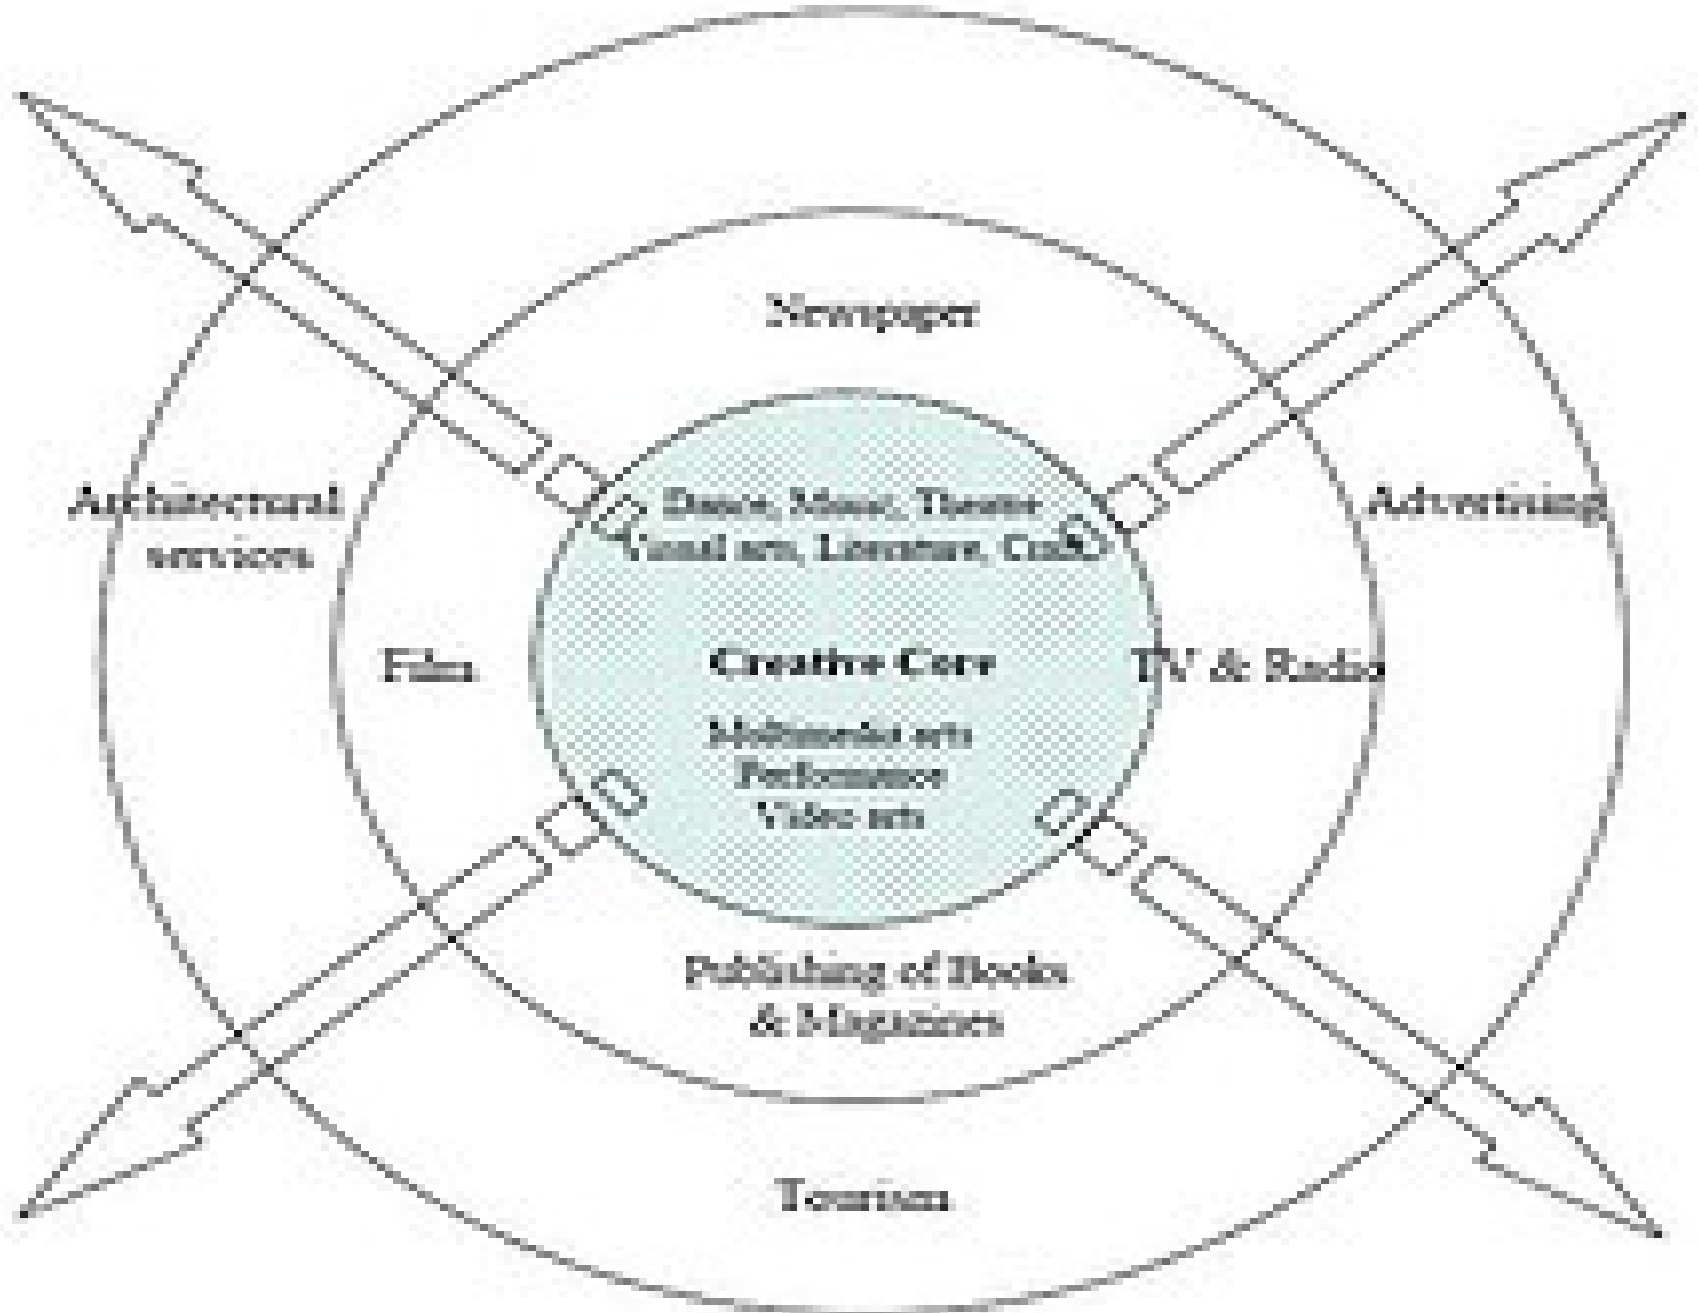 Newspaper
Dance, Music, Theatre
Visual arts, Literature,
Architectural
services
Advertising
Film
Creative Core
TV & Radio
Multimedia arts
Performance
Video arts
Publishing of Books
& Magazines
Tourism